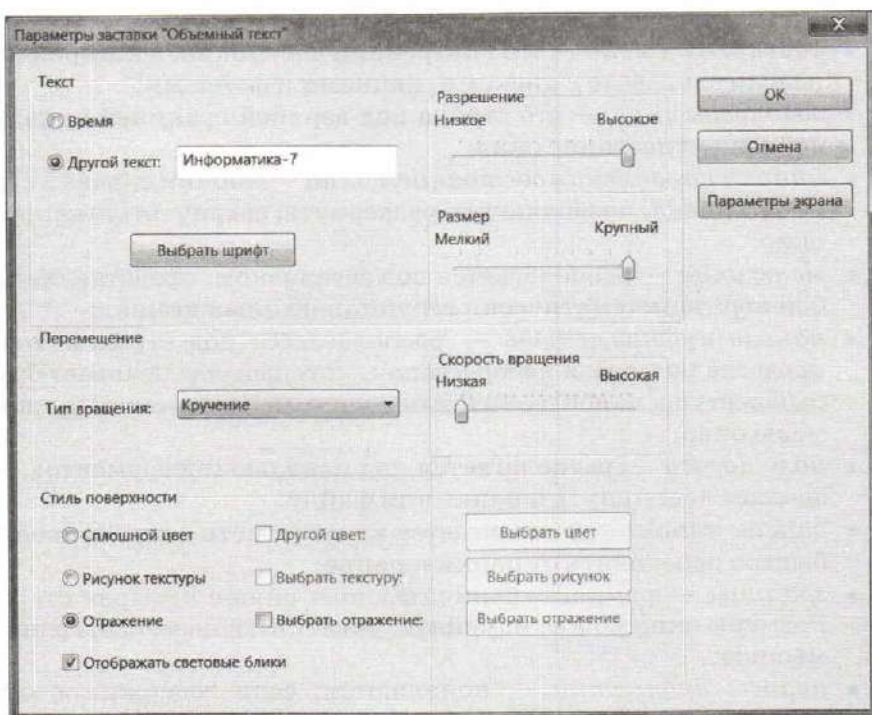 Параметры заставки "Объемный текст"
Текст
Время
Другой текст: Информатика-7
Выбрать шрифт
Разрешение
Низкое Высокое
Размер
Мелкий Крупный
OK
Отмена
Параметры экрана
Перемещение
Тип вращения: Кручение
Скорость вращения
Низкая Высокая
Стиль поверхности
Сплошной цвет Другой цвет: Выбрать цвет
Рисунок текстуры Выбрать текстуру: Выбрать рисунок
Отражение Выбрать отражение: Выбрать отражение
Отображать световые блики